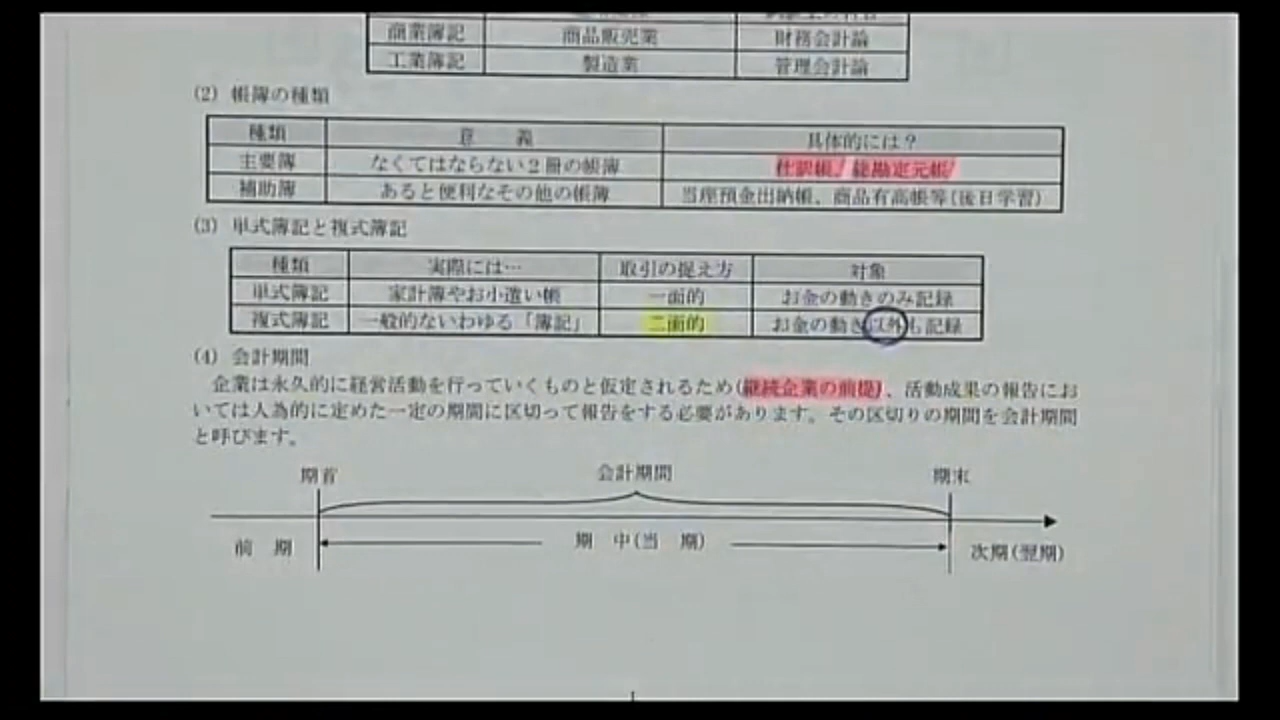 商業簿記 商品販売業 財務会計論
工業簿記 製造業 管理会計論
(2) 帳簿の種類
種類 意 義 具体的には？
主要簿 なくてはならない２冊の帳簿 仕訳帳、総勘定元帳
補助簿 あると便利なその他の帳簿 当座預金出納帳、商品有高帳等(後日学習)
(3) 単式簿記と複式簿記
種類 実際には… 取引の捉え方 対象
単式簿記 家計簿やお小遣い帳 一面的 お金の動きのみ記録
複式簿記 一般的ないわゆる「簿記」 二面的 お金の動き以外も記録
(4) 会計期間
企業は永久的に経営活動を行っていくものと仮定されるため(継続企業の前提)、活動成果の報告にお
いては人為的に定めた一定の期間に区切って報告をする必要があります。その区切りの期間を会計期間
と呼びます。
期首 会計期間 期末
前 期 期 中(当 期) 次期(翌期)